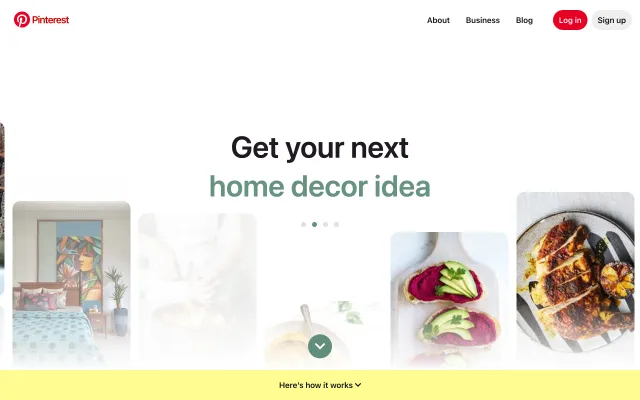 Pinterest
About
Business
Blog
Log in
Sign up
Get your next
home decor idea
Here's how it works